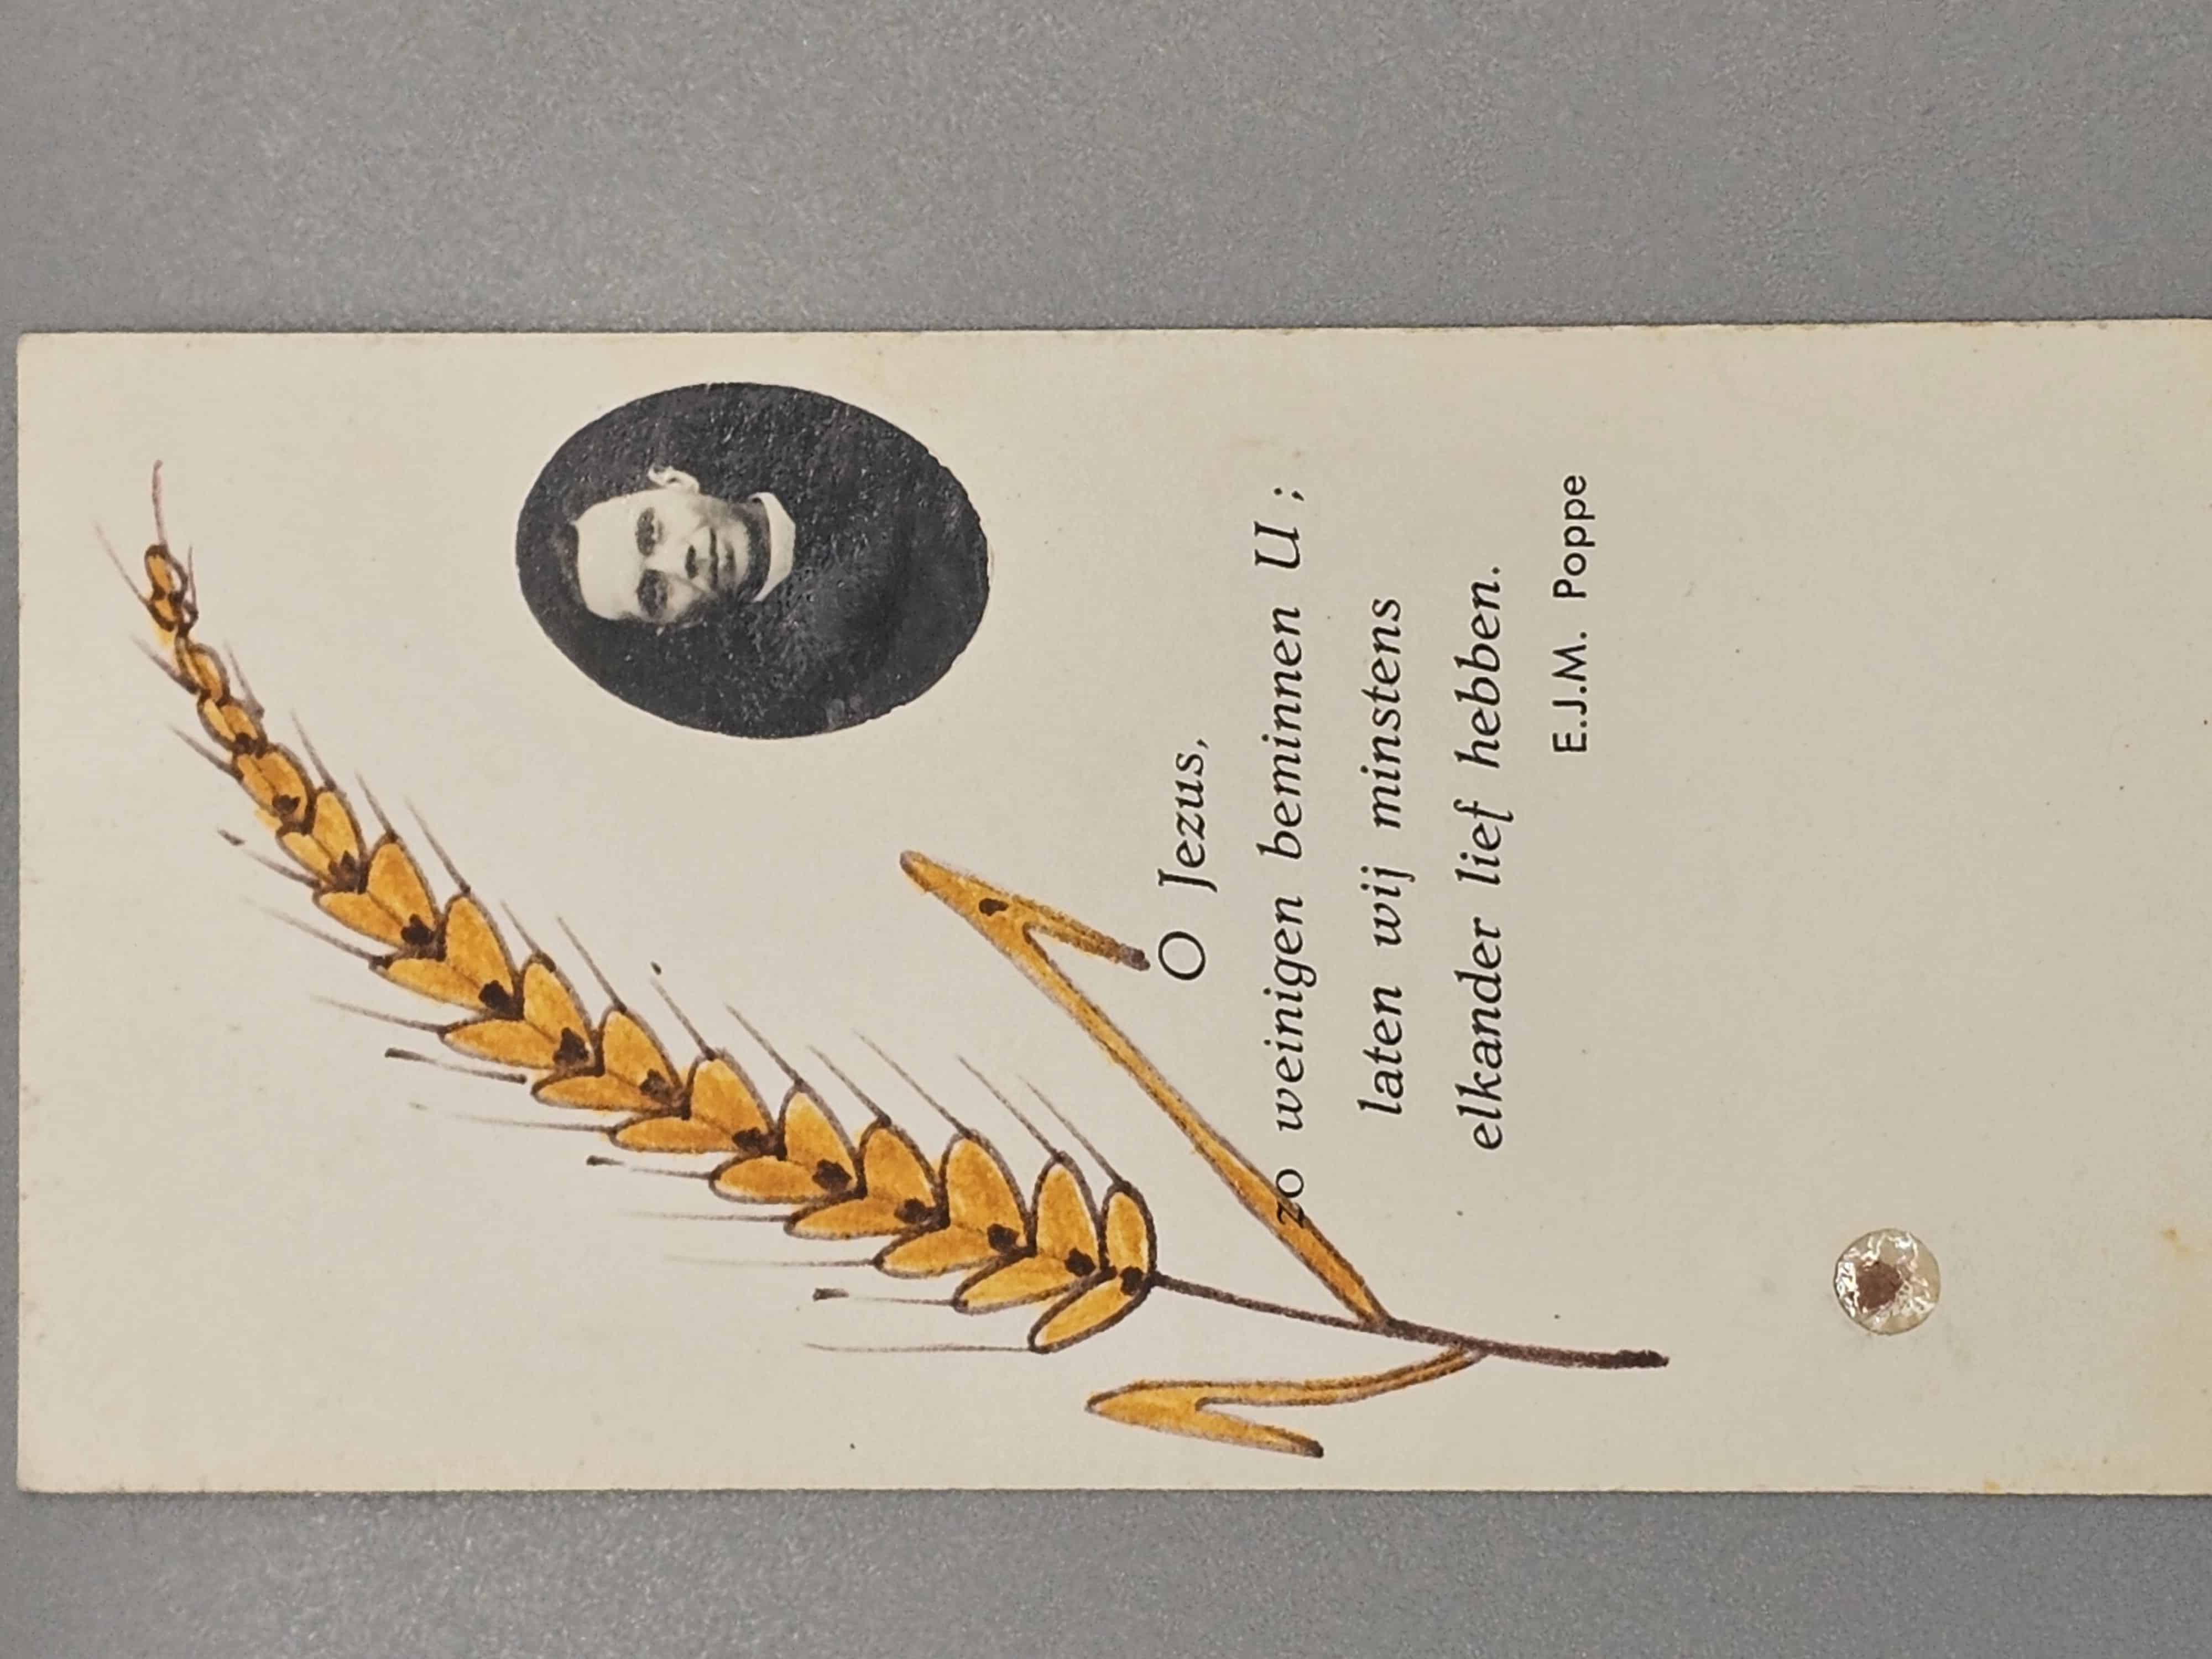 O Jezus,
zo weinigen beminnen U ;
laten wij minstens
elkander lief hebben.
E.J.M. Poppe